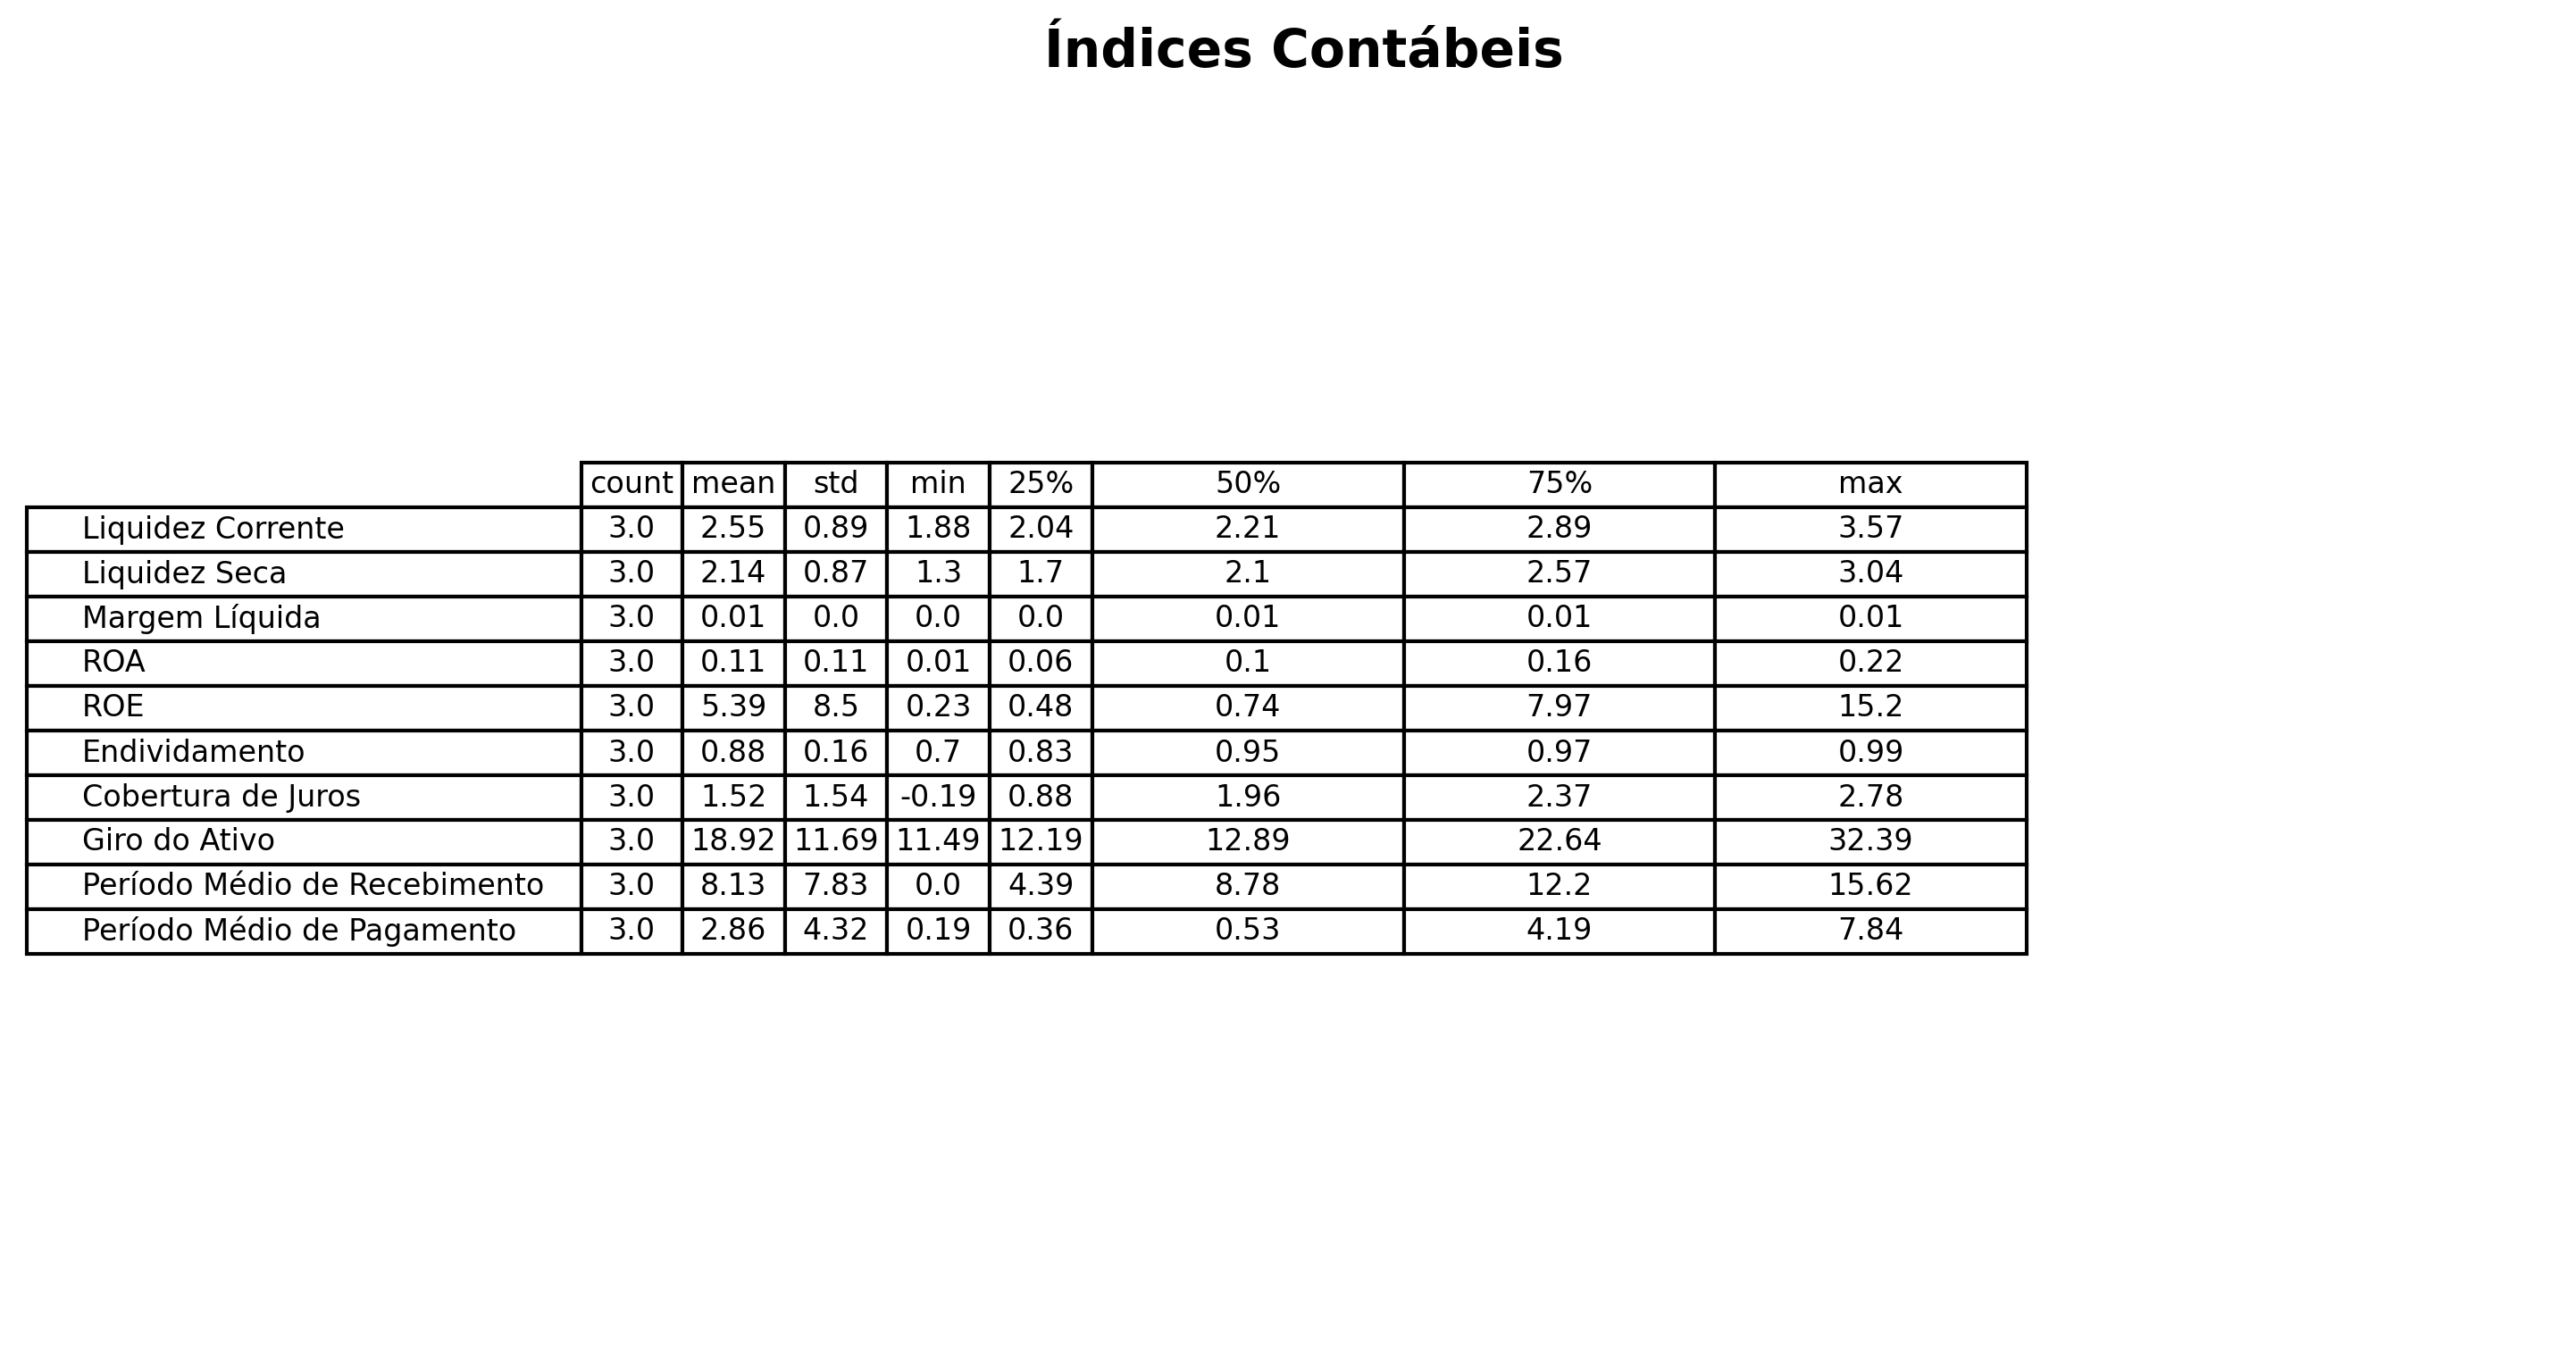 Índices Contábeis
count mean std min 25% 50% 75% max
Liquidez Corrente 3.0 2.55 0.89 1.88 2.04 2.21 2.89 3.57
Liquidez Seca 3.0 2.14 0.87 1.3 1.7 2.1 2.57 3.04
Margem Líquida 3.0 0.01 0.0 0.0 0.0 0.01 0.01 0.01
ROA 3.0 0.11 0.11 0.01 0.06 0.1 0.16 0.22
ROE 3.0 5.39 8.5 0.23 0.48 0.74 7.97 15.2
Endividamento 3.0 0.88 0.16 0.7 0.83 0.95 0.97 0.99
Cobertura de Juros 3.0 1.52 1.54 -0.19 0.88 1.96 2.37 2.78
Giro do Ativo 3.0 18.92 11.69 11.49 12.19 12.89 22.64 32.39
Período Médio de Recebimento 3.0 8.13 7.83 0.0 4.39 8.78 12.2 15.62
Período Médio de Pagamento 3.0 2.86 4.32 0.19 0.36 0.53 4.19 7.84